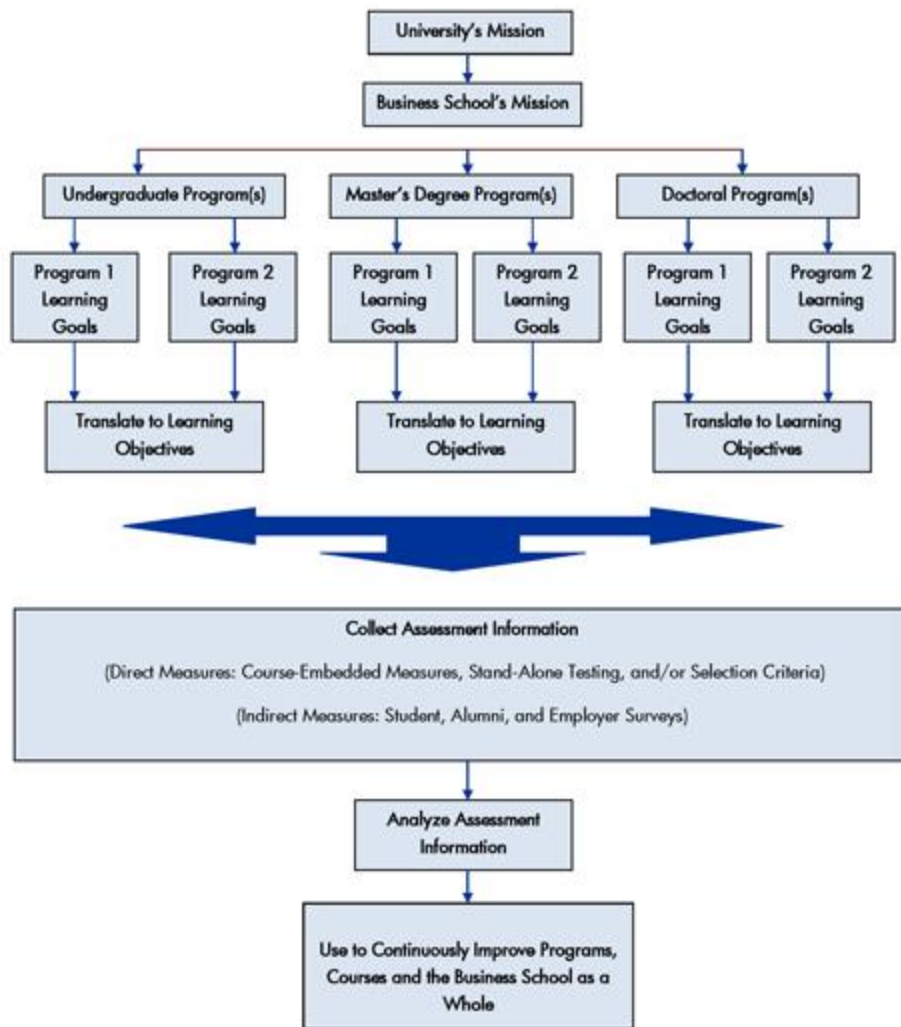 University's Mission
Business School's Mission
Undergraduate Program(s)
Master's Degree Program(s)
Doctoral Program(s)
Program 1
Learning
Goals
Program 2
Learning
Goals
Program 1
Learning
Goals
Program 2
Learning
Goals
Program 1
Learning
Goals
Program 2
Learning
Goals
Translate to Learning
Objectives
Translate to Learning
Objectives
Translate to Learning
Objectives
Collect Assessment Information
(Direct Measures: Course-Embedded Measures, Stand-Alone Testing, and/or Selection Criteria)
(Indirect Measures: Student, Alumni, and Employer Surveys)
Analyze Assessment
Information
Use to Continuously Improve Programs,
Courses and the Business School as a
Whole